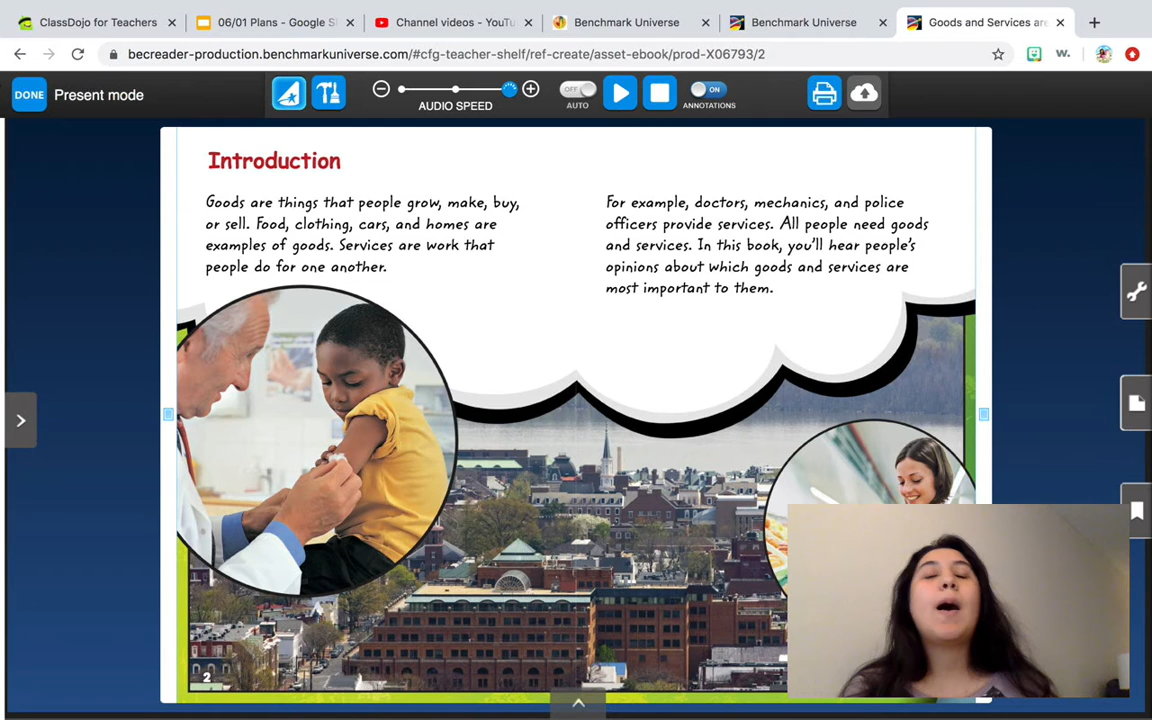 ClassDojo for Teachers
06/01 Plans - Google Sl
Channel videos - YouTu
Benchmark Universe
Benchmark Universe
Goods and Services are
becreader-production.benchmarkuniverse.com/#cfg-teacher-shelf/ref-create/asset-ebook/prod-X06793/2
W.
DONE
Present mode
AUDIO SPEED
OFF
AUTO
ON
ANNOTATIONS
Introduction
Goods are things that people grow, make, buy,
or sell. Food, clothing, cars, and homes are
examples of goods. Services are work that
people do for one another.
For example, doctors, mechanics, and police
officers provide services. All people need goods
and services. In this book, you'll hear people's
opinions about which goods and services are
most important to them.
2